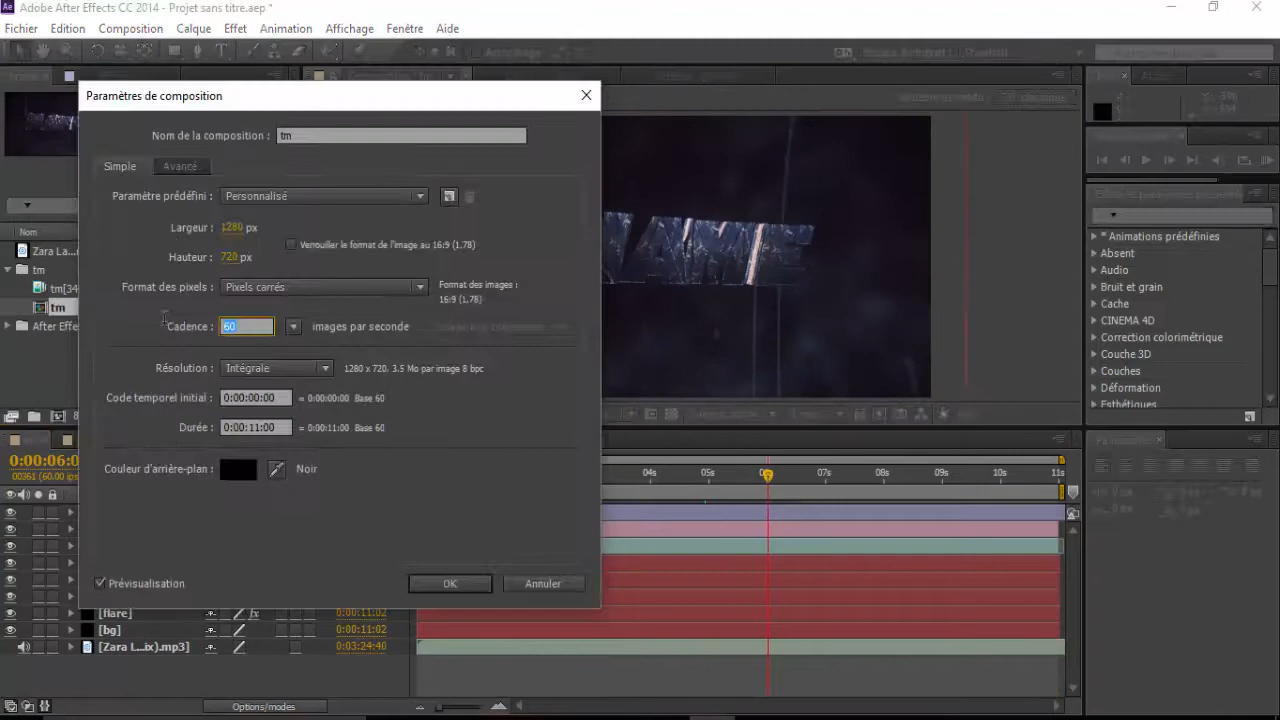 Adobe After Effects CC 2014 - Projet sans titre.aep *
Fichier Edition Composition Calque Effet Animation Affichage Fenêtre Aide
Paramètres de composition
Nom de la composition : tm
Simple Avancé
Paramètre prédéfini : Personnalisé
Largeur : 1280 px
Verrouiller le format de l'image au 16:9 (1.78)
Hauteur : 720 px
Format des pixels : Pixels carrés
Format des images :
16:9 (1.78)
Cadence : 60 images par seconde
Résolution : Intégrale 1280 x 720, 3.5 Mo par image 8 bpc
Code temporel initial : 0:00:00:00 = 0:00:00:00 Base 60
Durée : 0:00:11:00 = 0:00:11:00 Base 60
Couleur d'arrière-plan : Noir
Prévisualisation
OK Annuler
Nom
Zara La...
tm
tm[34
tm
After Effe
* Animations prédéfinies
Absent
Audio
Bruit et grain
Cache
CINEMA 4D
Correction colorimétrique
Couche 3D
Couches
Déformation
Esthétiques
NAME
0:00:06:0
00361 (60.00 ips
04s 05s 06s 07s 08s 09s 10s 11s
[flare] fx 0:00:11:02
[bg] 0:00:11:02
[Zara L...ix).mp3] 0:03:24:40
Options/modes